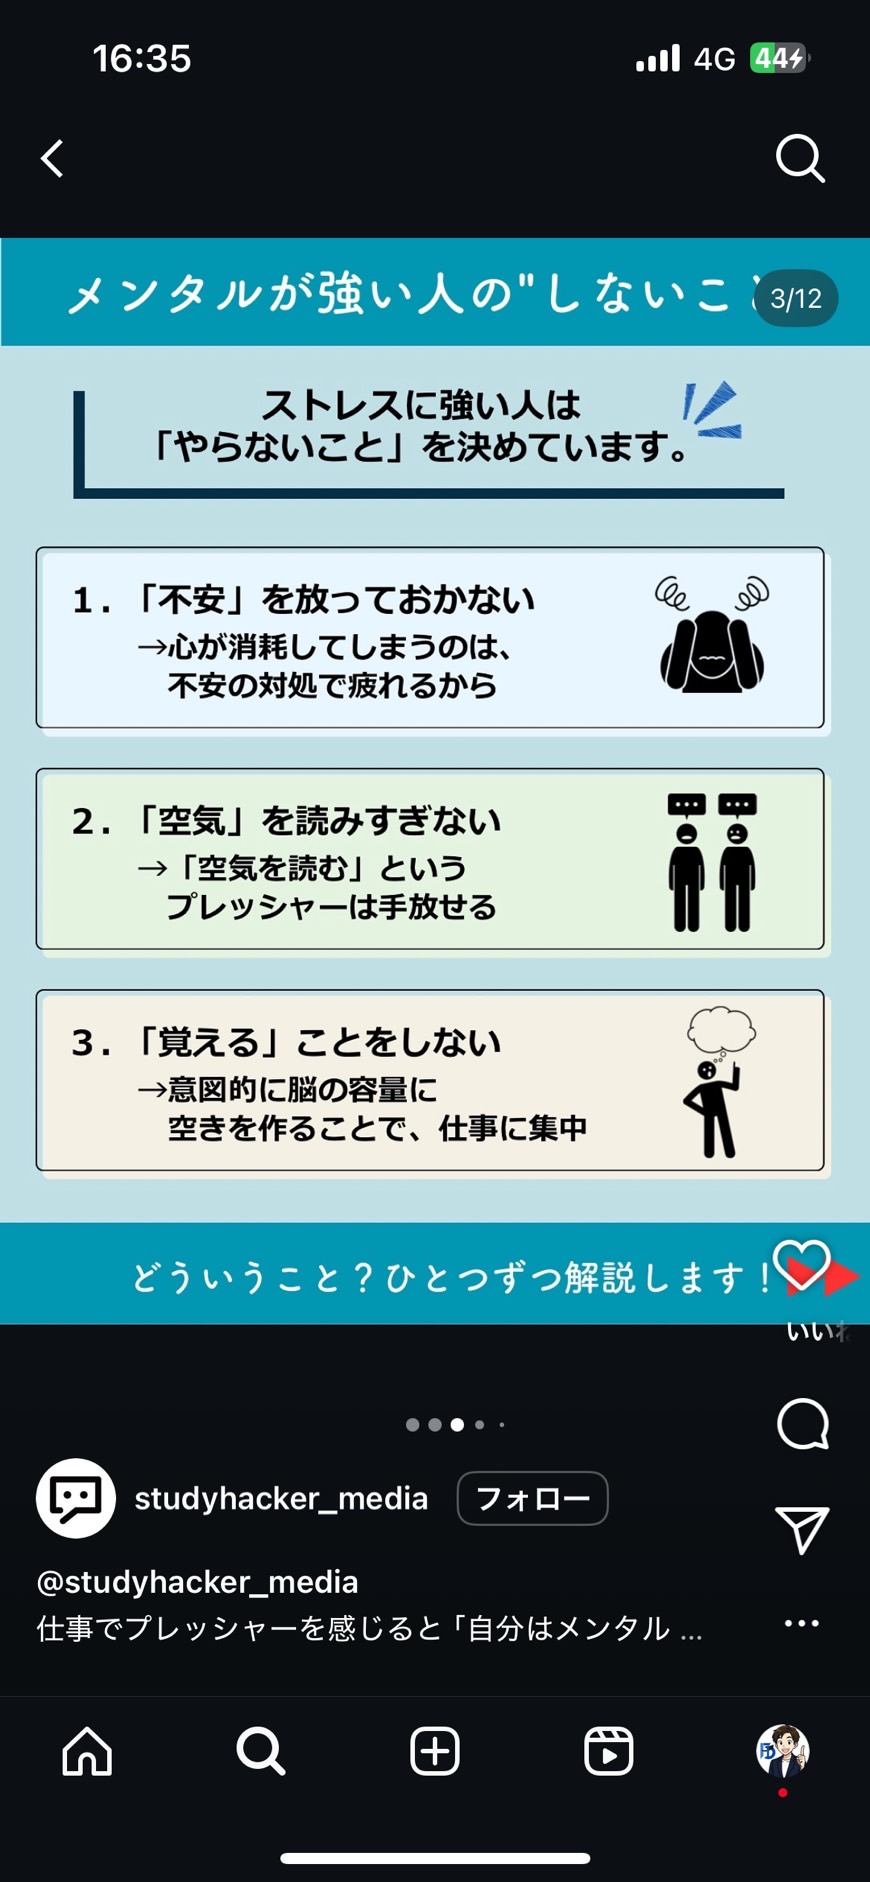 16:35
4G
44
メンタルが強い人の"しないこ
3/12
ストレスに強い人は
「やらないこと」を決めています。
1.「不安」を放っておかない
→心が消耗してしまうのは、
不安の対処で疲れるから
2.「空気」を読みすぎない
→「空気を読む」という
プレッシャーは手放せる
3.「覚える」ことをしない
→意図的に脳の容量に
空きを作ることで、仕事に集中
どういうこと？ひとつずつ解説します！
いいね
studyhacker_media
フォロー
@studyhacker_media
仕事でプレッシャーを感じると「自分はメンタル ...